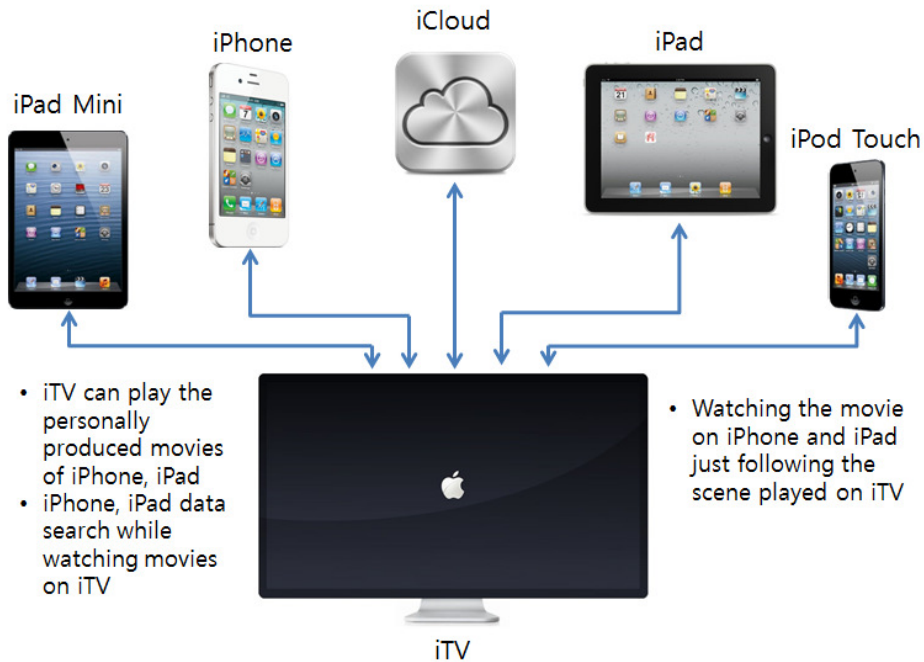 iCloud
iPhone
iPad
iPad Mini
iPod Touch
• iTV can play the
personally
produced movies
of iPhone, iPad
• iPhone, iPad data
search while
watching movies
on iTV
• Watching the movie
on iPhone and iPad
just following the
scene played on iTV
iTV